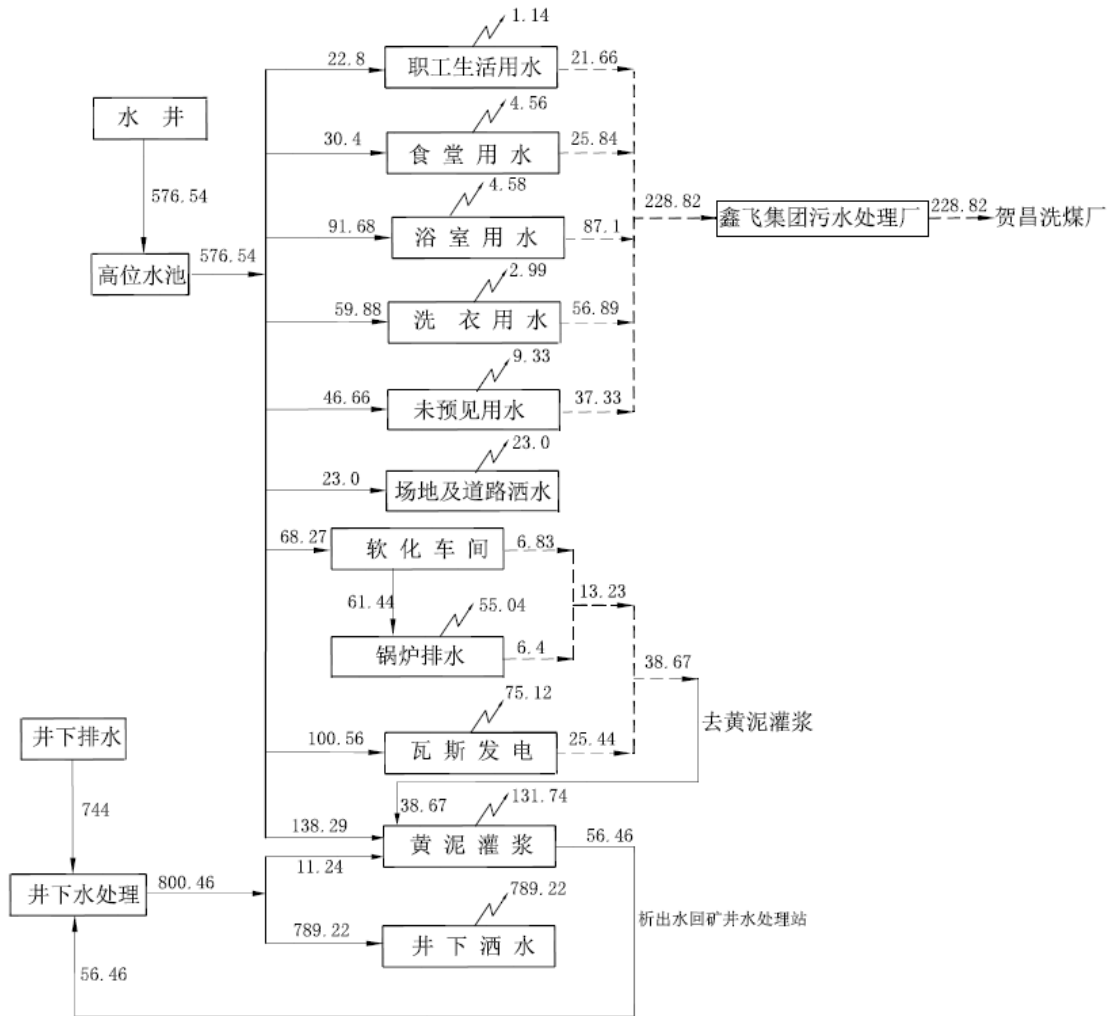 1.14
22.8
职工生活用水
21.66
水 井
4.56
30.4
食 堂 用 水
25.84
576.54
4.58
91.68
浴 室 用 水
87.1
228.82
鑫飞集团污水处理厂
228.82
贺昌洗煤厂
高位水池
576.54
2.99
59.88
洗 衣 用 水
56.89
9.33
46.66
未预见用水
37.33
23.0
23.0
场地及道路洒水
68.27
软 化 车 间
6.83
13.23
61.44
55.04
锅炉排水
6.4
38.67
75.12
井下排水
100.56
瓦 斯 发 电
25.44
去黄泥灌浆
744
38.67
131.74
138.29
黄 泥 灌 浆
56.46
11.24
井下水处理
800.46
789.22
789.22
井 下 洒 水
析出水回矿井水处理站
56.46